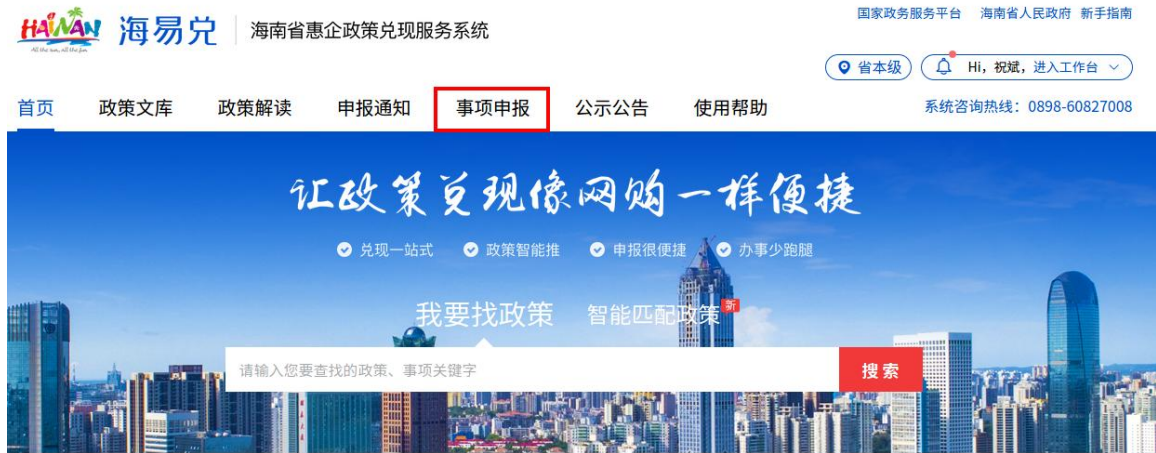 国家政务服务平台 海南省人民政府 新手指南
HAINAN 海易兑 海南省惠企政策兑现服务系统
省本级 Hi，祝斌，进入工作台
首页 政策文库 政策解读 申报通知 事项申报 公示公告 使用帮助 系统咨询热线：0898-60827008
让政策兑现像网购一样便捷
兑现一站式 政策智能推 申报很便捷 办事少跑腿
我要找政策 智能匹配政策 新
请输入您要查找的政策、事项关键字 搜索